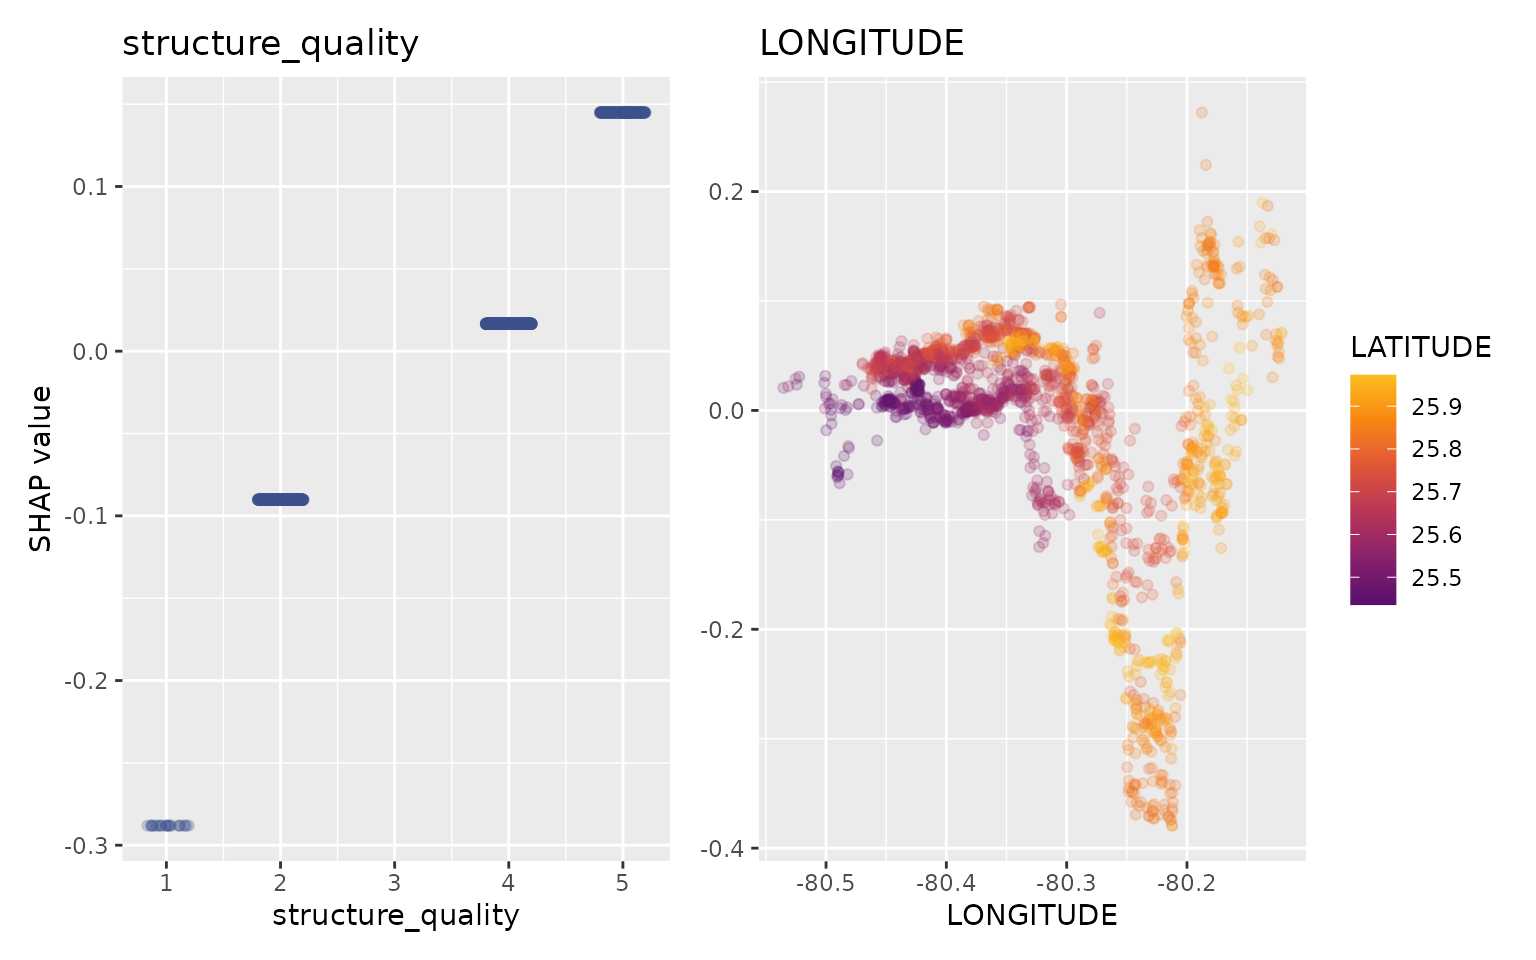 structure_quality
SHAP value
0.1
0.0
-0.1
-0.2
-0.3
1 2 3 4 5
structure_quality
LONGITUDE
0.2
0.0
-0.2
-0.4
-80.5 -80.4 -80.3 -80.2
LONGITUDE
LATITUDE
25.9
25.8
25.7
25.6
25.5